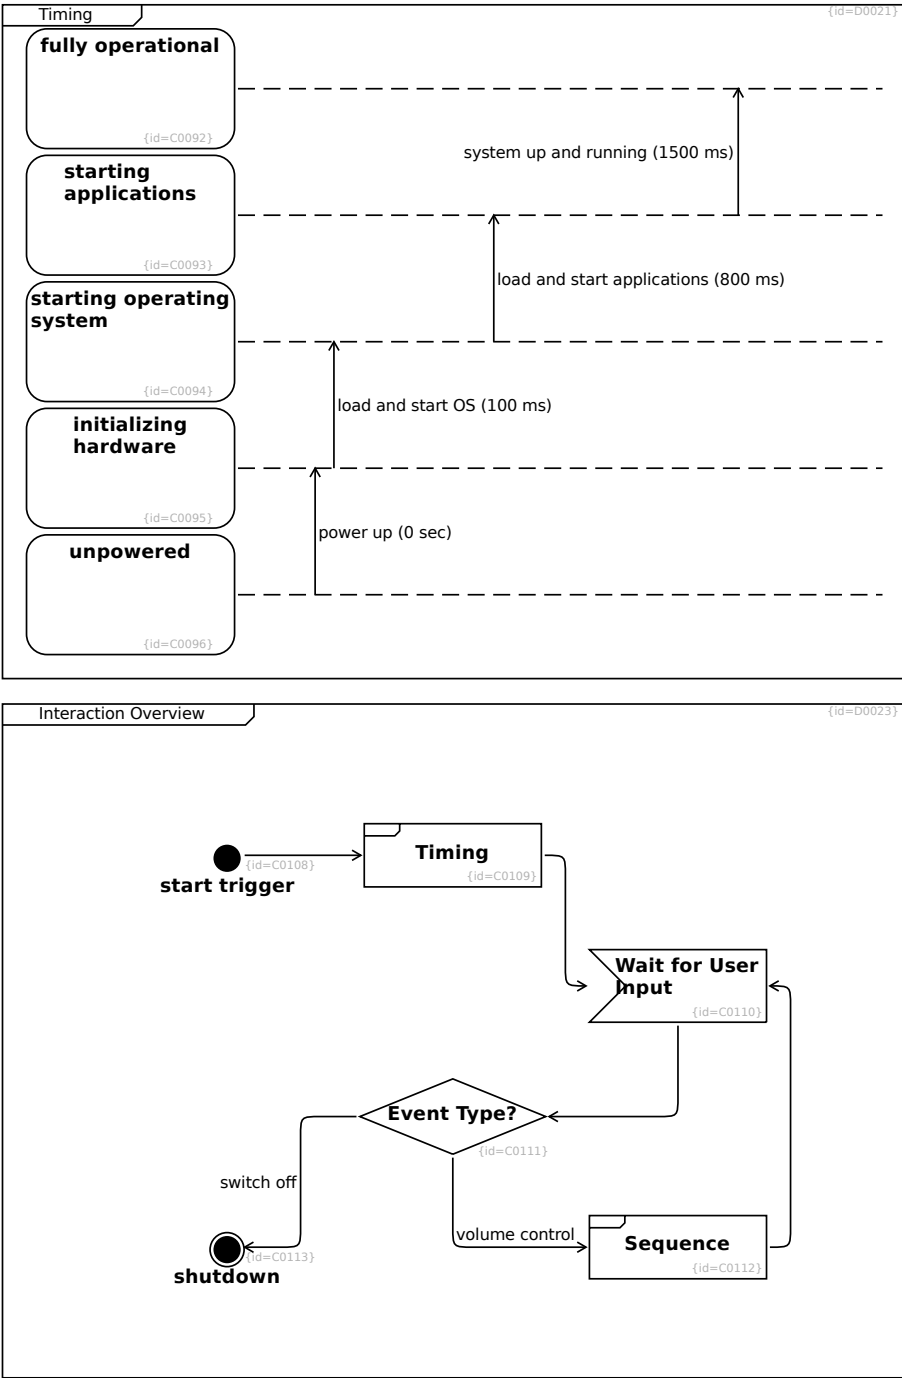 Timing
{id=D0021}
fully operational
{id=C0092}
system up and running (1500 ms)
starting
applications
{id=C0093}
load and start applications (800 ms)
starting operating
system
{id=C0094}
load and start OS (100 ms)
initializing
hardware
{id=C0095}
power up (0 sec)
unpowered
{id=C0096}
Interaction Overview
{id=D0023}
Timing
{id=C0109}
{id=C0108}
start trigger
Wait for User
Input
{id=C0110}
Event Type?
{id=C0111}
switch off
volume control
Sequence
{id=C0112}
{id=C0113}
shutdown